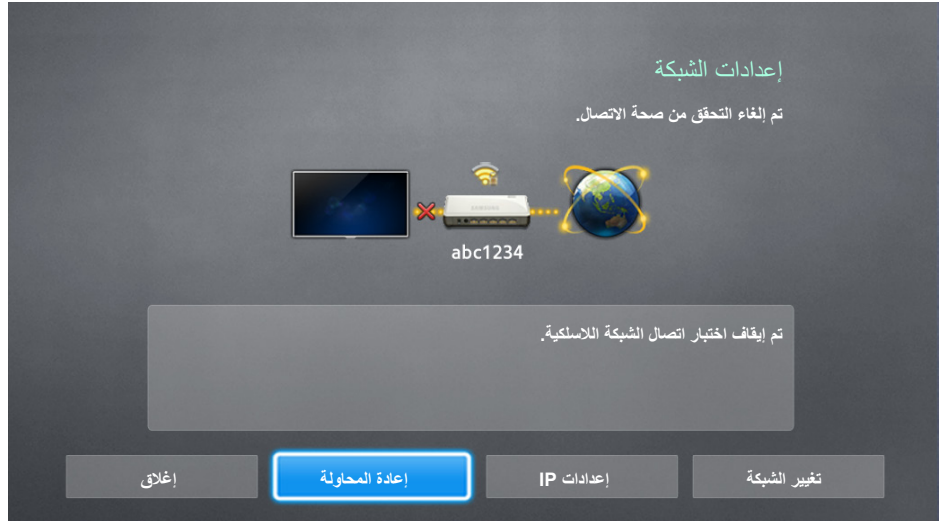 إعدادات الشبكة
تم إلغاء التحقق من صحة الاتصال.
abc1234
تم إيقاف اختبار اتصال الشبكة اللاسلكية.
تغيير الشبكة
إعدادات IP
إعادة المحاولة
إغلاق